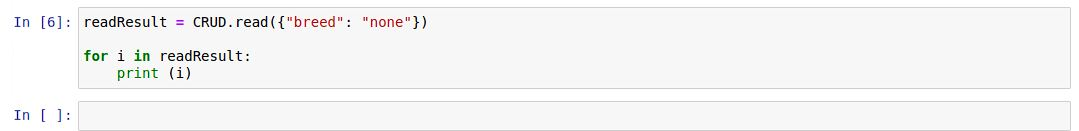 In [6]: readResult = CRUD.read({"breed": "none"})

for i in readResult:
    print (i)

In [ ]: